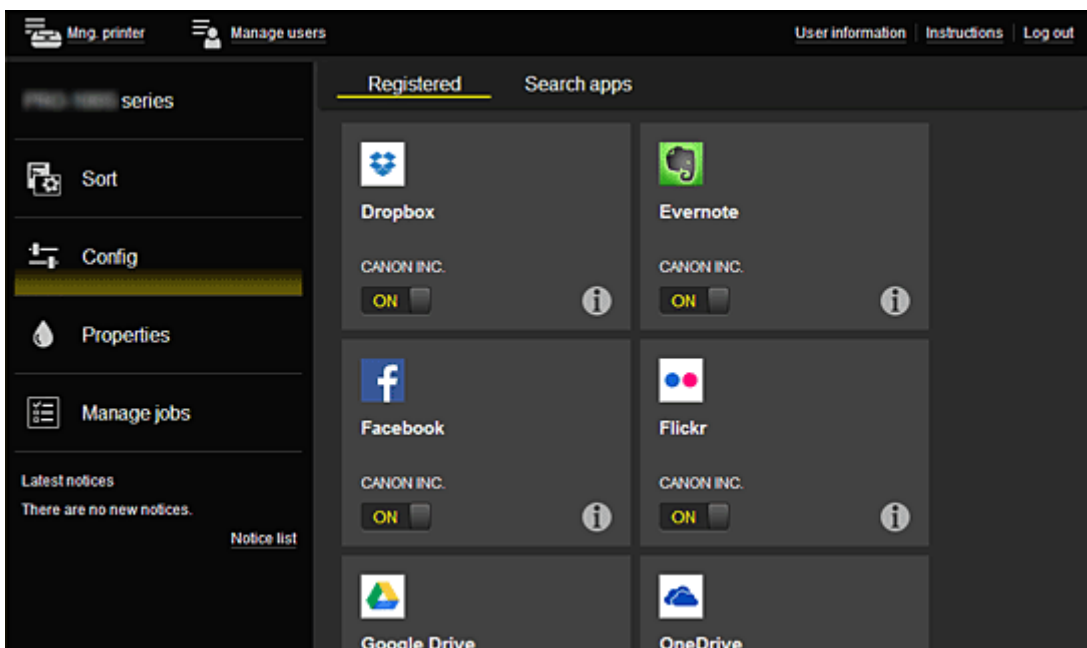 Mng. printer Manage users User information Instructions Log out
series
Registered Search apps
Sort
Config
Properties
Manage jobs
Latest notices
There are no new notices.
Notice list
Dropbox
CANON INC.
ON
Evernote
CANON INC.
ON
Facebook
CANON INC.
ON
Flickr
CANON INC.
ON
Google Drive
OneDrive